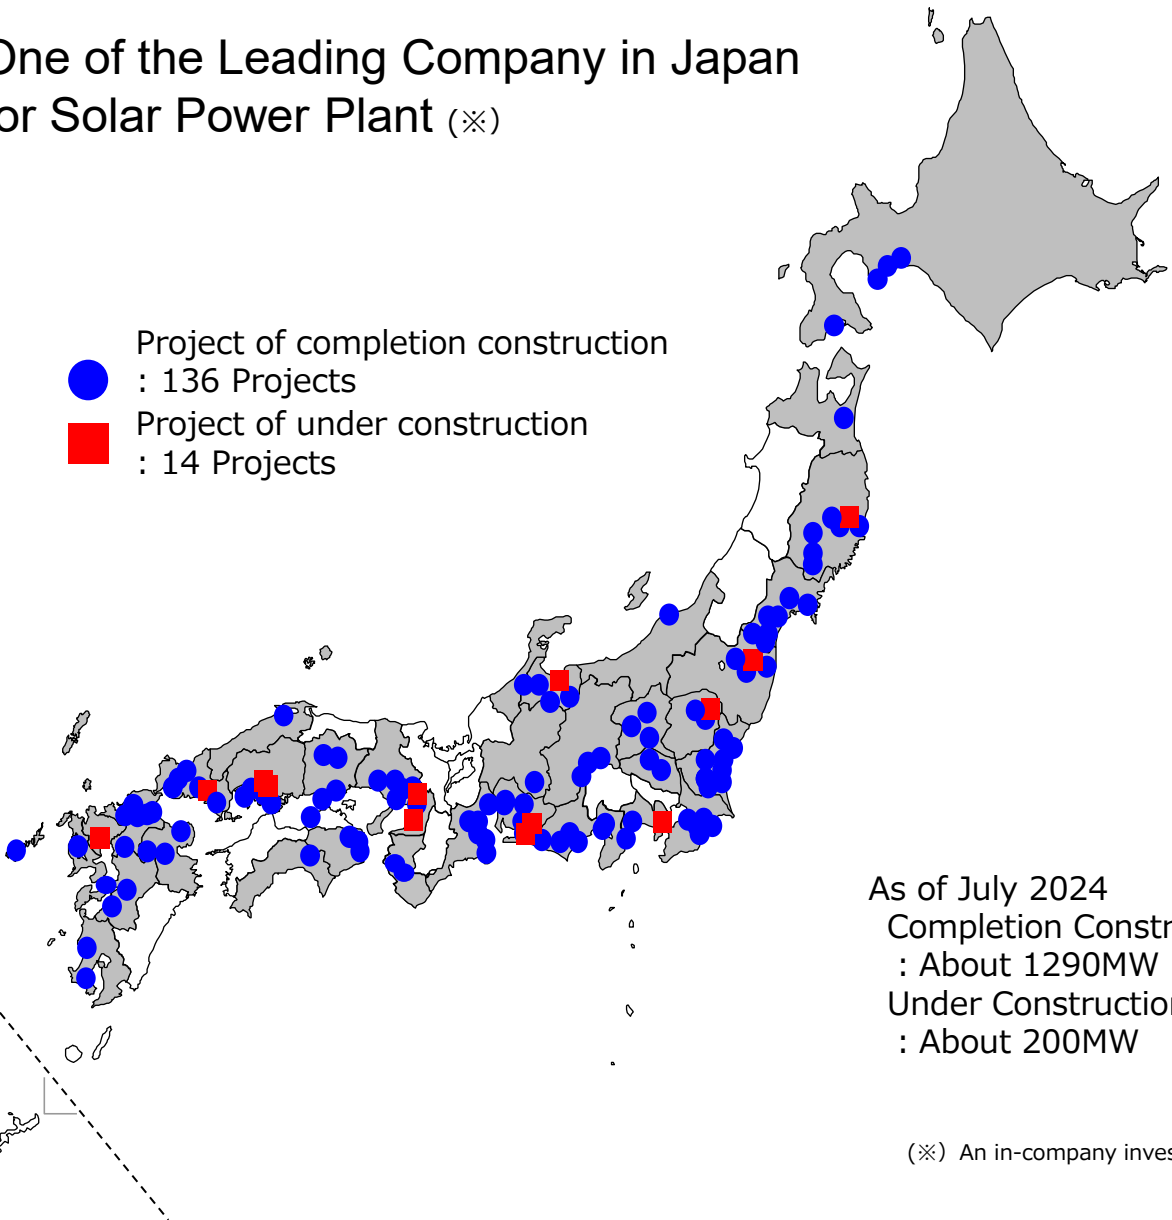 One of the Leading Company in Japan
or Solar Power Plant (※)
Project of completion construction
: 136 Projects
Project of under construction
: 14 Projects
As of July 2024
Completion Constr
: About 1290MW
Under Construction
: About 200MW
(※) An in-company inves